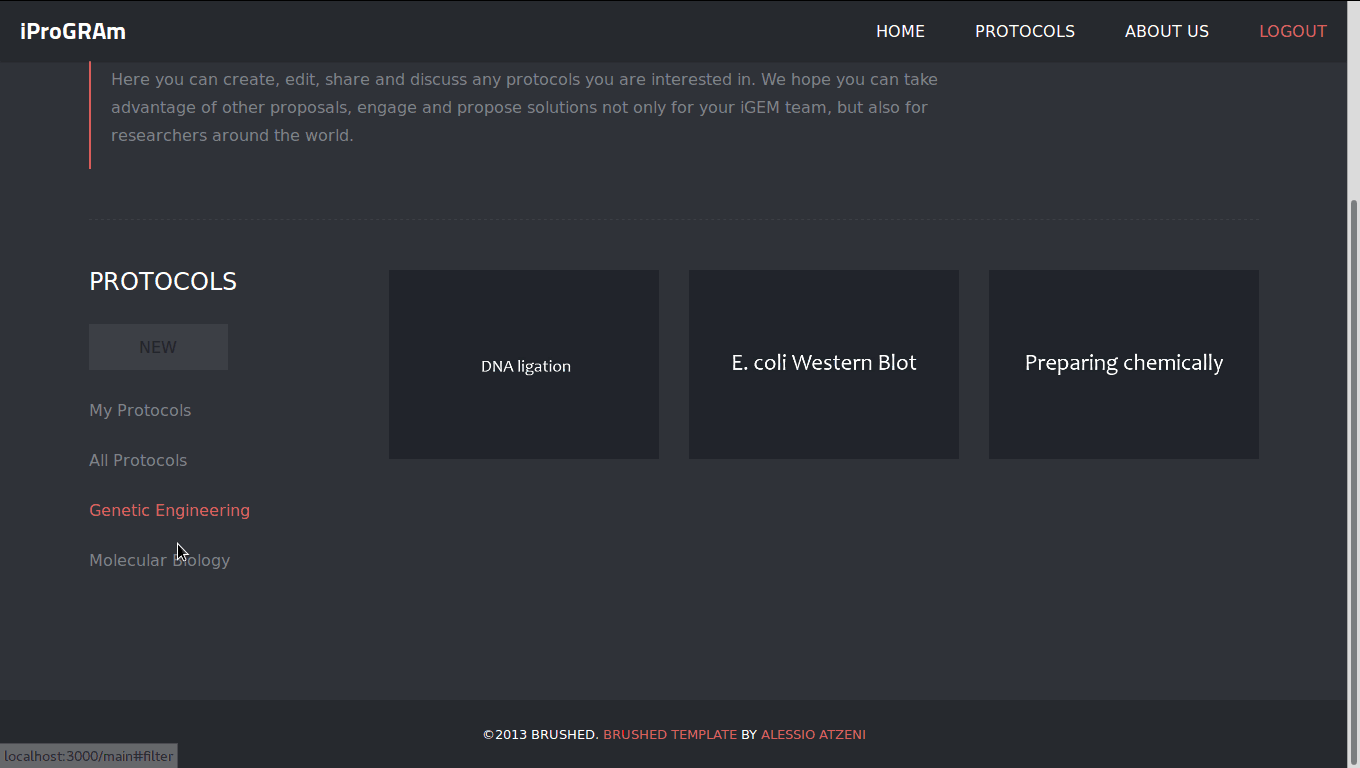 iProGRAm
HOME PROTOCOLS ABOUT US LOGOUT
Here you can create, edit, share and discuss any protocols you are interested in. We hope you can take
advantage of other proposals, engage and propose solutions not only for your iGEM team, but also for
researchers around the world.
PROTOCOLS
NEW
My Protocols
All Protocols
Genetic Engineering
Molecular Biology
DNA ligation
E. coli Western Blot
Preparing chemically
©2013 BRUSHED. BRUSHED TEMPLATE BY ALESSIO ATZENI
localhost:3000/main#filter